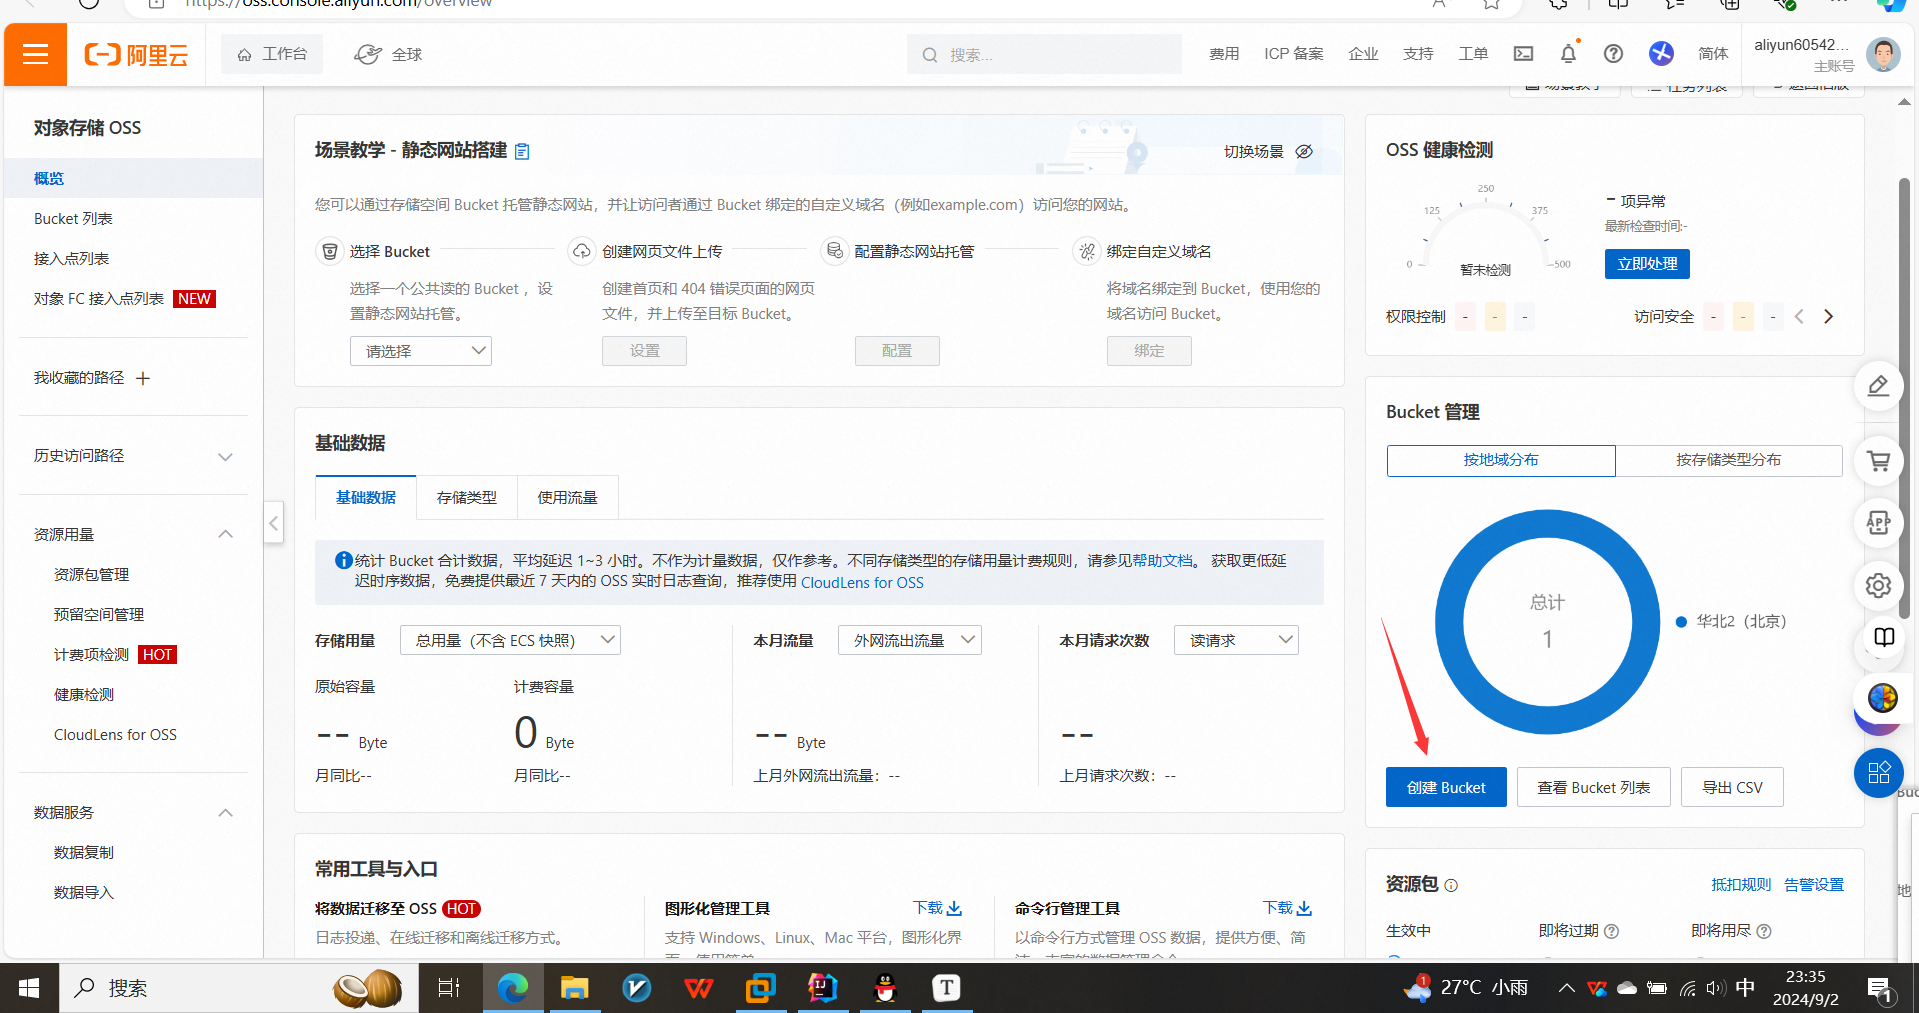 https://oss.console.aliyun.com/overview
阿里云
工作台
全球
搜索...
费用
ICP 备案
企业
支持
工单
简体
aliyun60542...
主账号
对象存储 OSS
概览
Bucket 列表
接入点列表
对象 FC 接入点列表 NEW
我收藏的路径
历史访问路径
资源用量
资源包管理
预留空间管理
计费项检测 HOT
健康检测
CloudLens for OSS
数据服务
数据复制
数据导入
任务列表
场景教学 - 静态网站搭建
切换场景
您可以通过存储空间 Bucket 托管静态网站，并让访问者通过 Bucket 绑定的自定义域名（例如example.com）访问您的网站。
选择 Bucket
选择一个公共读的 Bucket ，设
置静态网站托管。
请选择
创建网页文件上传
创建首页和 404 错误页面的网页
文件，并上传至目标 Bucket。
设置
配置静态网站托管
配置
绑定自定义域名
将域名绑定到 Bucket，使用您的
域名访问 Bucket。
绑定
基础数据
基础数据
存储类型
使用流量
统计 Bucket 合计数据，平均延迟 1~3 小时。不作为计量数据，仅作参考。不同存储类型的存储用量计费规则，请参见帮助文档。 获取更低延
迟时序数据，免费提供最近 7 天内的 OSS 实时日志查询，推荐使用 CloudLens for OSS
存储用量
总用量（不含 ECS 快照）
原始容量
-- Byte
月同比--
计费容量
0 Byte
月同比--
本月流量
外网流出流量
-- Byte
上月外网流出流量：--
本月请求次数
读请求
--
上月请求次数：--
常用工具与入口
将数据迁移至 OSS HOT
日志投递、在线迁移和离线迁移方式。
图形化管理工具
下载
支持 Windows、Linux、Mac 平台，图形化界
命令行管理工具
下载
以命令行方式管理 OSS 数据，提供方便、简
OSS 健康检测
0
125
250
375
500
暂未检测
- 项异常
最新检查时间:-
立即处理
权限控制 - - -
访问安全 - - -
Bucket 管理
按地域分布
按存储类型分布
总计
1
华北2（北京）
创建 Bucket
查看 Bucket 列表
导出 CSV
资源包
抵扣规则
告警设置
生效中
即将过期
即将用尽
APP
Buc
地
搜索
27°C 小雨
中
23:35
2024/9/2
1